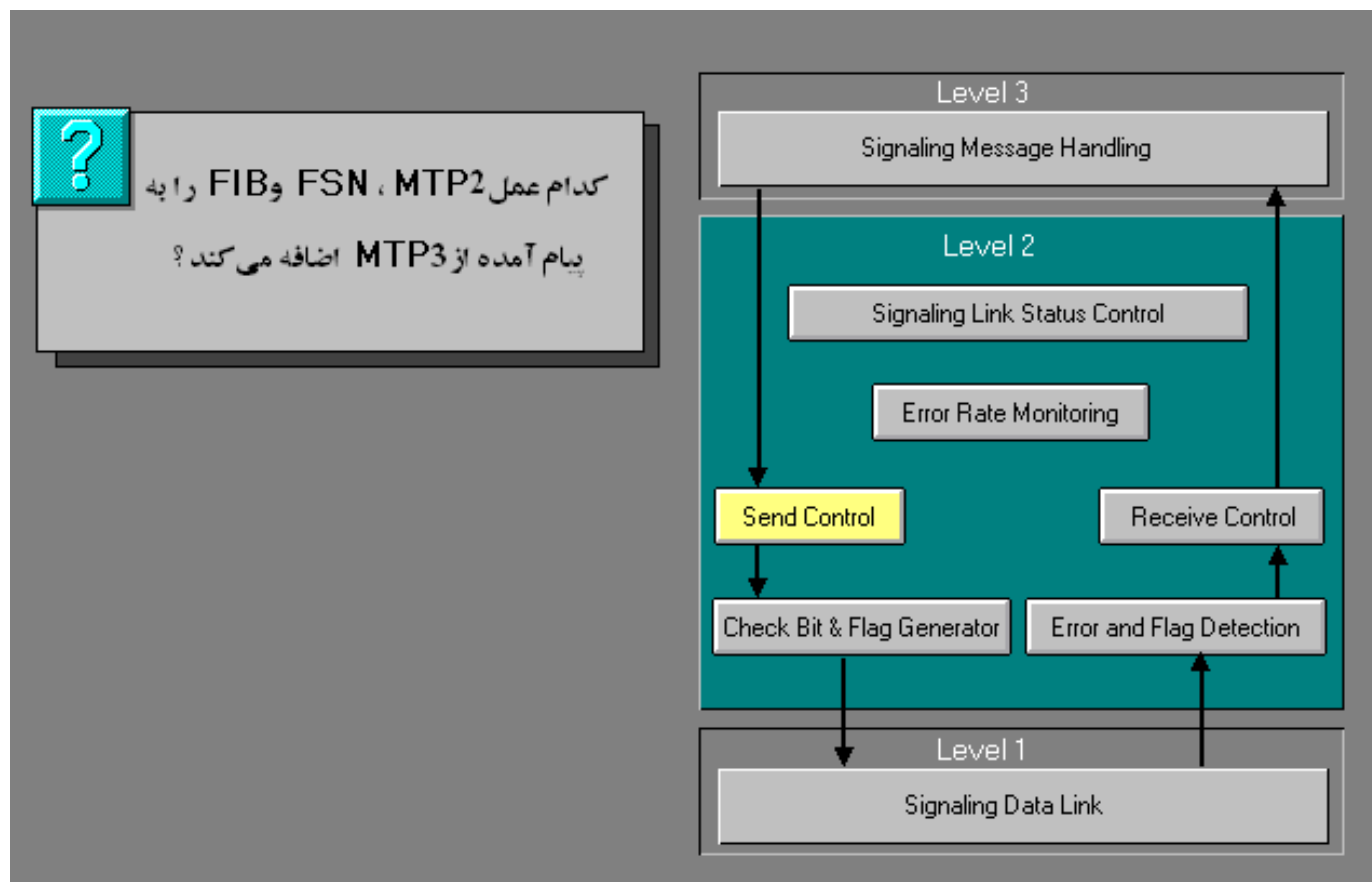 ?
کدام عمل MTP2 ، FSN و FIB را به
پیام آمده از MTP3 اضافه می‌کند ؟
Level 3
Signaling Message Handling
Level 2
Signaling Link Status Control
Error Rate Monitoring
Send Control
Receive Control
Check Bit & Flag Generator
Error and Flag Detection
Level 1
Signaling Data Link